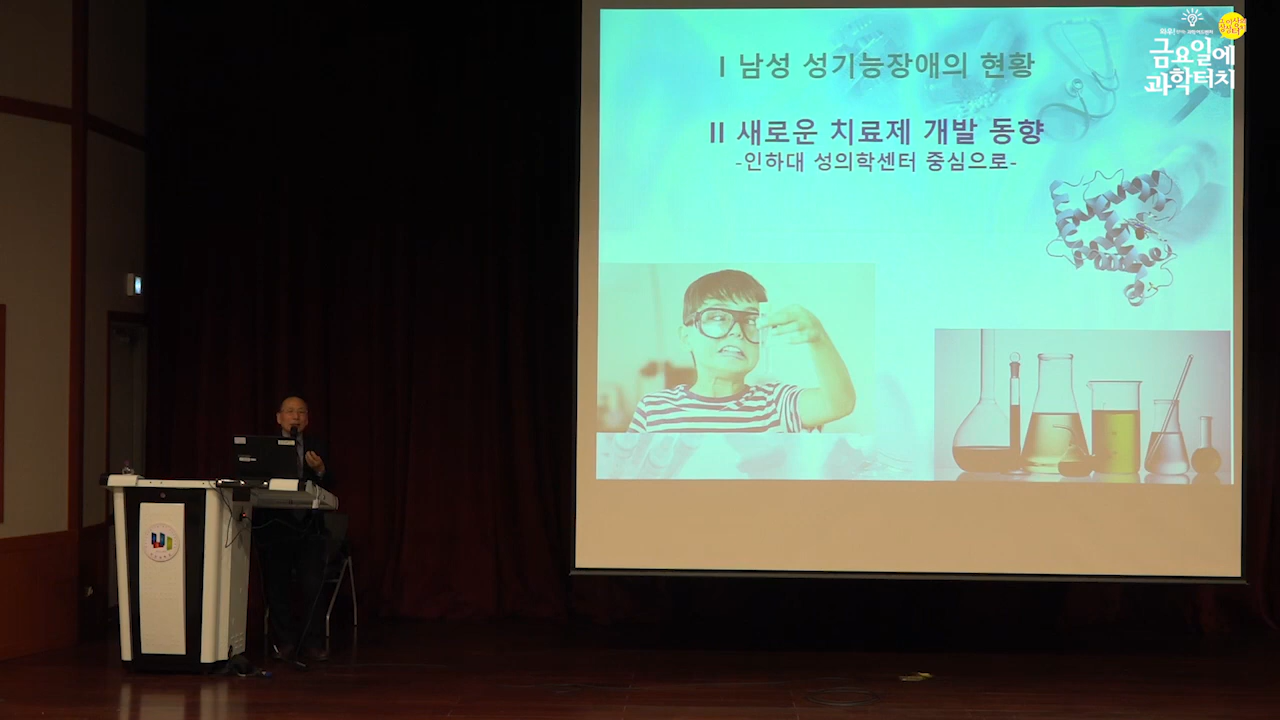 I 남성 성기능장애의 현황
II 새로운 치료제 개발 동향
-인하대 성의학센터 중심으로-
금요일에
과학터치